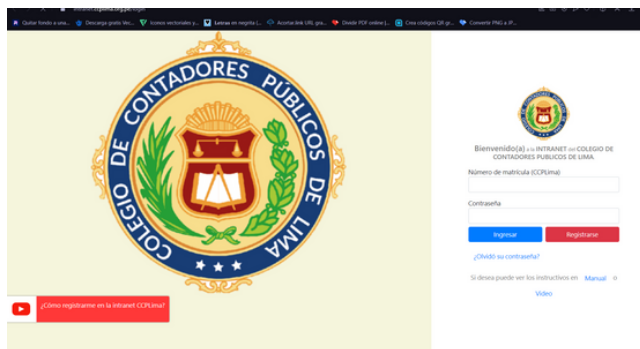 Quitar fondo a una...
Descarga gratis Vec...
Iconos vectoriales y...
Letras en negrita (...
Acortar.link URL gra...
Dividir PDF online (...
Crea códigos QR gr...
Convertir PNG a JP...
COLEGIO DE CONTADORES PÚBLICOS DE LIMA
Bienvenido(a) a la INTRANET del COLEGIO DE
CONTADORES PUBLICOS DE LIMA.
Número de matrícula (CCPLima)
Contraseña
Ingresar
Registrarse
¿Olvidó su contraseña?
Si desea puede ver los instructivos en Manual o
Video
¿Cómo registrarme en la intranet CCPLima?